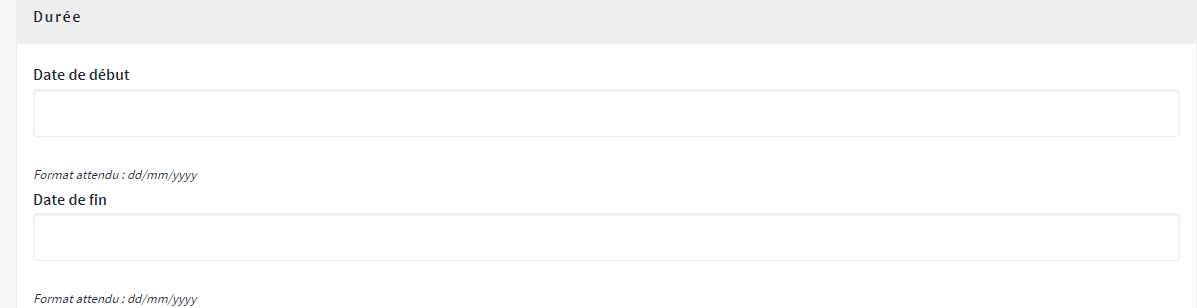 Durée
Date de début
Format attendu : dd/mm/yyyy
Date de fin
Format attendu : dd/mm/yyyy